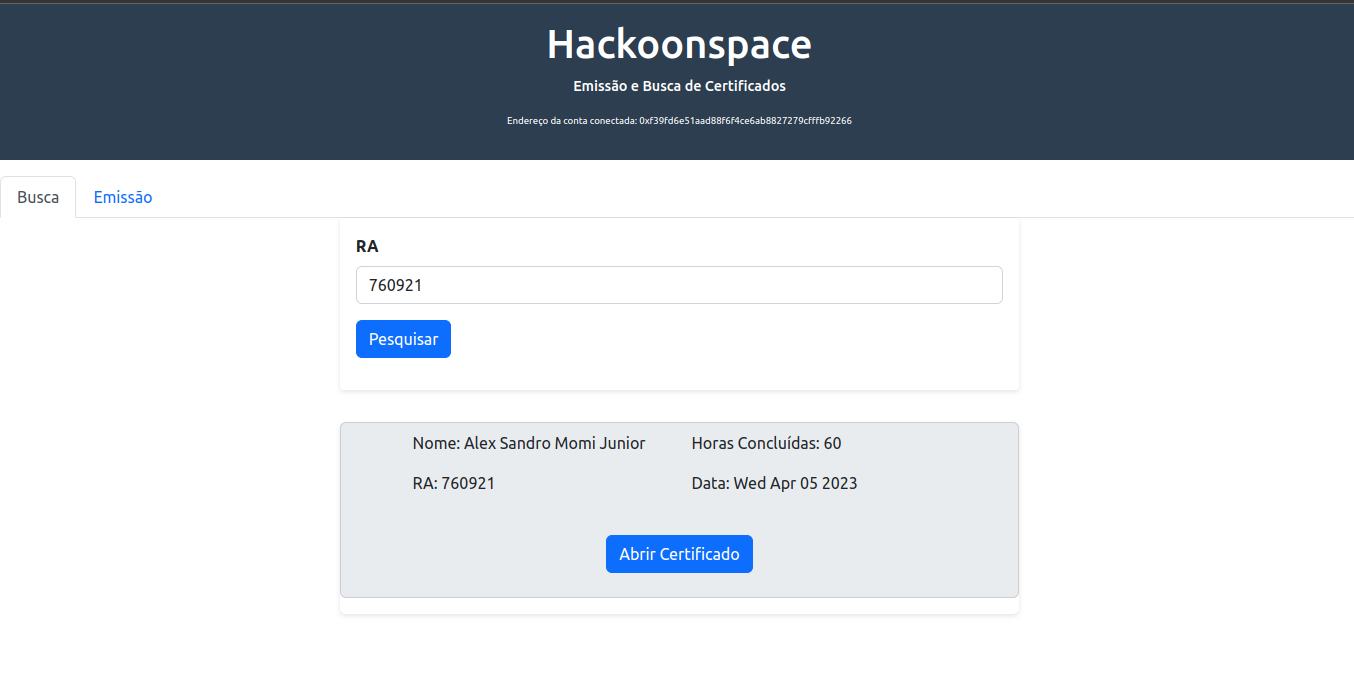 Hackoonspace
Emissão e Busca de Certificados
Endereço da conta conectada: 0xf39fd6e51aad88f6f4ce6ab8827279cfffb92266
Busca
Emissão
RA
760921
Pesquisar
Nome: Alex Sandro Momi Junior
Horas Concluídas: 60
RA: 760921
Data: Wed Apr 05 2023
Abrir Certificado